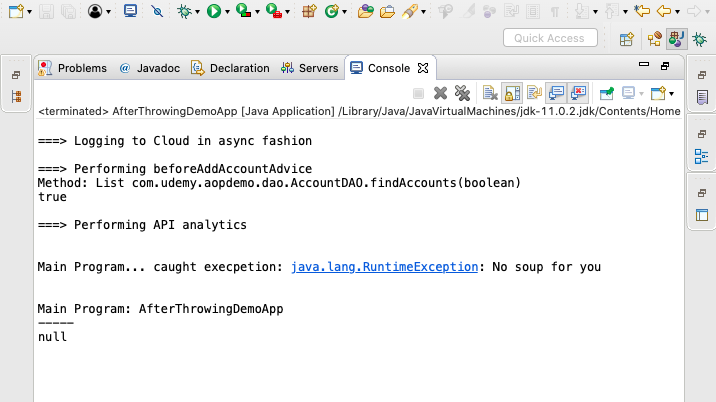 Quick Access
Problems @ Javadoc Declaration Servers Console
<terminated> AfterThrowingDemoApp [Java Application] /Library/Java/JavaVirtualMachines/jdk-11.0.2.jdk/Contents/Home
===> Logging to Cloud in async fashion
===> Performing beforeAddAccountAdvice
Method: List com.udemy.aopdemo.dao.AccountDAO.findAccounts(boolean)
true
===> Performing API analytics
Main Program... caught execpetion: java.lang.RuntimeException: No soup for you
Main Program: AfterThrowingDemoApp
-----
null